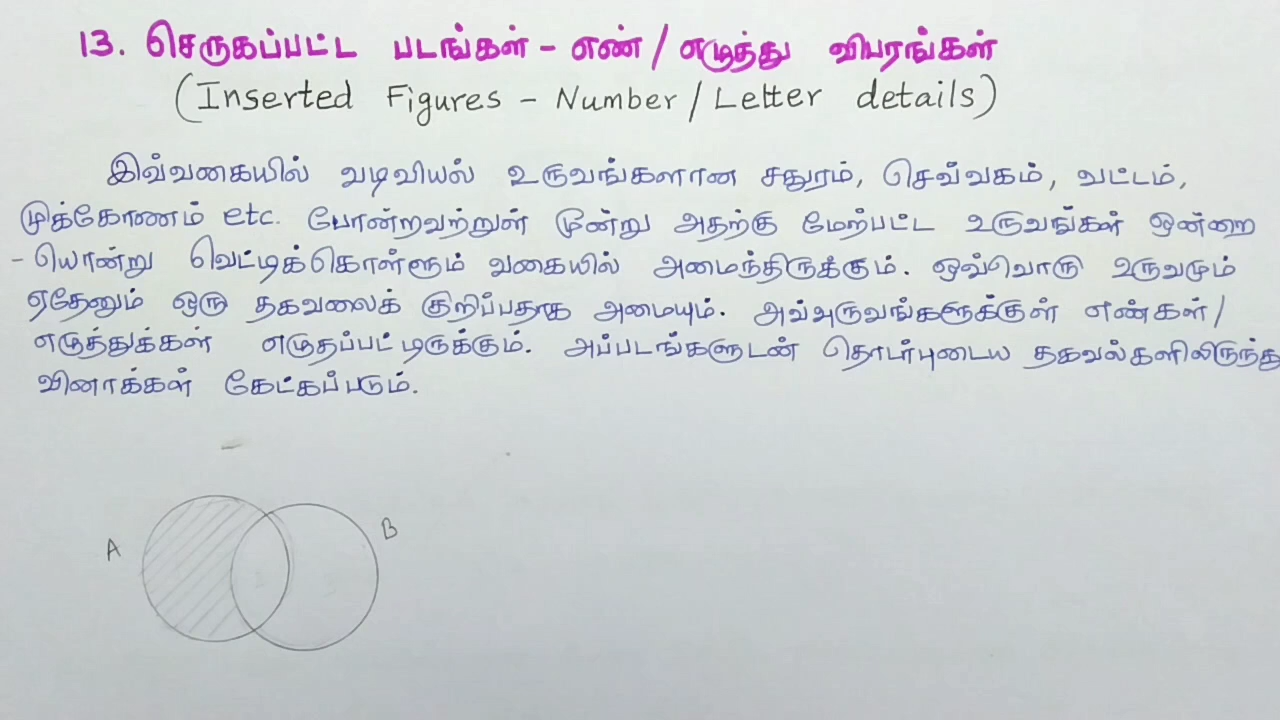 13. செருகப்பட்ட படங்கள் - எண் / எழுத்து விபரங்கள்
(Inserted Figures - Number / Letter details)
இவ்வகையில் வடிவியல் உருவங்களான சதுரம், செவ்வகம், வட்டம்,
முக்கோணம் etc. போன்றவற்றுள் மூன்று அதற்கு மேற்பட்ட உருவங்கள் ஒன்றை
- யொன்று வெட்டிக்கொள்ளும் வகையில் அமைந்திருக்கும். ஒவ்வொரு உருவமும்
ஏதேனும் ஒரு தகவலைக் குறிப்பதாக அமையும். அவ்வுருவங்களுக்குள் எண்கள் /
எழுத்துக்கள் எழுதப்பட்டிருக்கும். அப்படங்களுடன் தொடர்புடைய தகவல்களிலிருந்து
வினாக்கள் கேட்கப்படும்.
A B